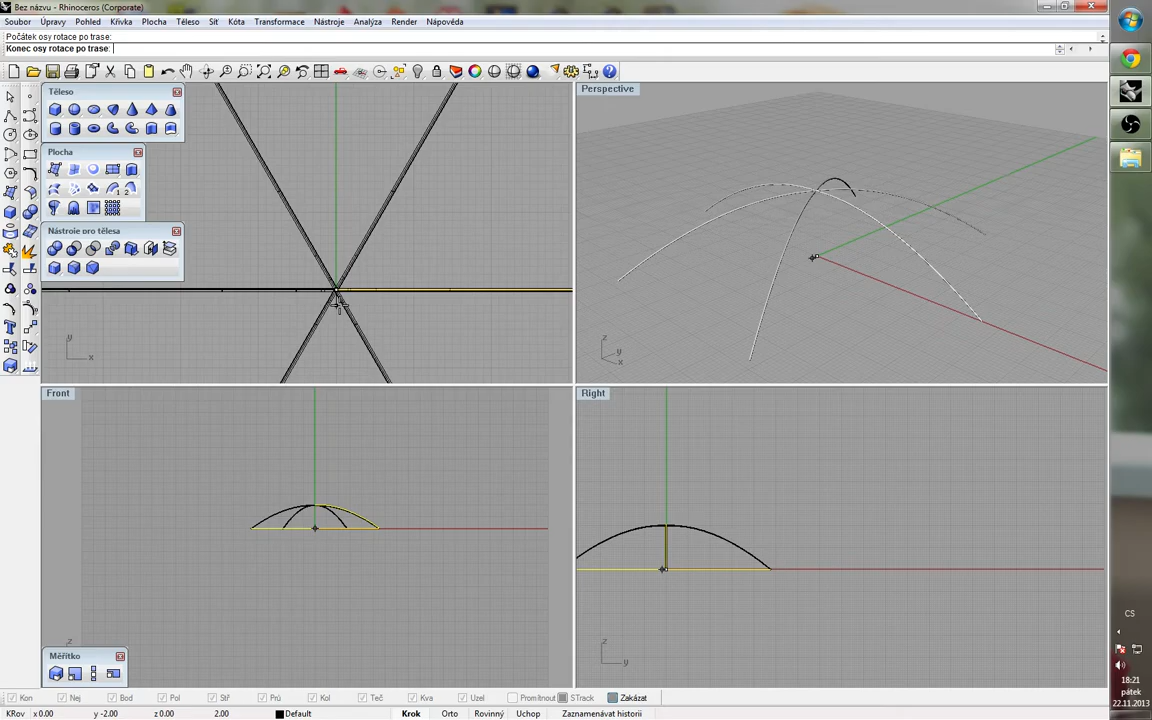 Bez názvu - Rhinoceros (Corporate)
Soubor Úpravy Pohled Křivka Plocha Těleso Síť Kóta Transformace Nástroje Analýza Render Nápověda
Počátek osy rotace po trase:
Konec osy rotace po trase:
Těleso
Perspective
Plocha
1 2
Nástroje pro tělesa
y
x
z
y
x
Front
Right
z
z
y
Měřítko
CS
18:21
pátek
22.11.2013
Kon Nej Bod Pol Stř Prů Kol Teč Kva Uzel Promítnout STrack Zakázat
KRov x 0.00 y -2.00 z 0.00 2.00 Default Krok Orto Rovinný Uchop Zaznamenávat historii